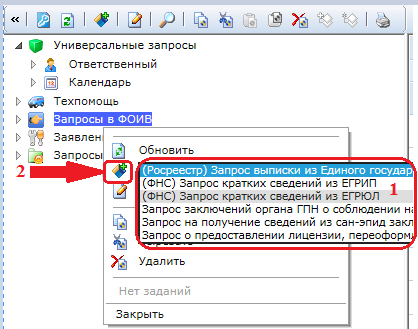 «
Универсальные запросы
Ответственный
Календарь
Техпомощь
Запросы в ФОИВ
Заявлен
Запросы
Обновить
2
(Росреестр) Запрос выписки из Единого государ
(ФНС) Запрос кратких сведений из ЕГРИП
1
(ФНС) Запрос кратких сведений из ЕГРЮЛ
Запрос заключений органа ГПН о соблюдении на
Запрос на получение сведений из сан-эпид закл
Запрос о предоставлении лицензии, переоформ
Удалить
Нет заданий
Закрыть